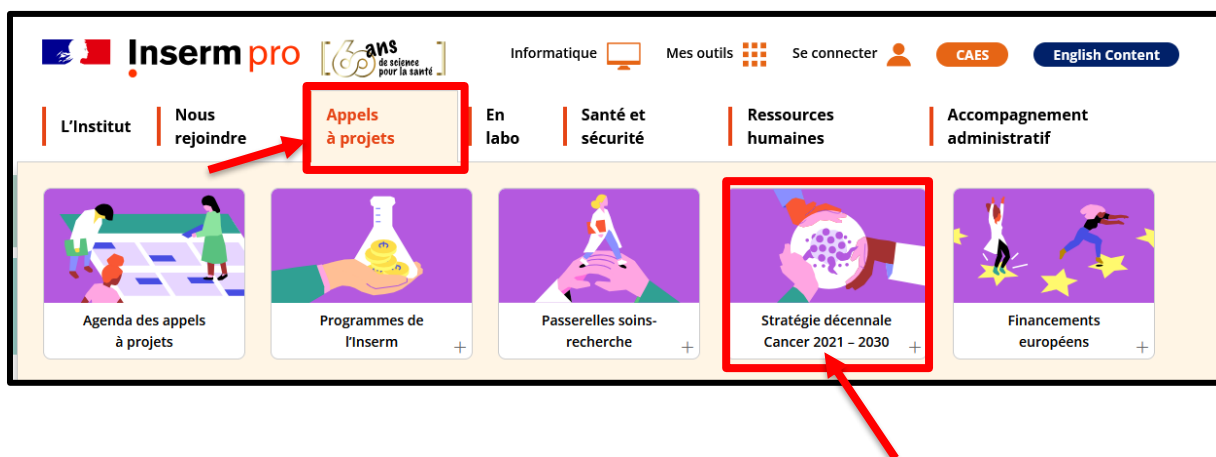 Inserm pro
60 ans
de science
pour la santé
Informatique
Mes outils
Se connecter
CAES
English Content
L'Institut
Nous
rejoindre
Appels
à projets
En
labo
Santé et
sécurité
Ressources
humaines
Accompagnement
administratif
Agenda des appels
à projets
Programmes de
l'Inserm
+
Passerelles soins-
recherche
+
Stratégie décennale
Cancer 2021 – 2030
+
Financements
européens
+